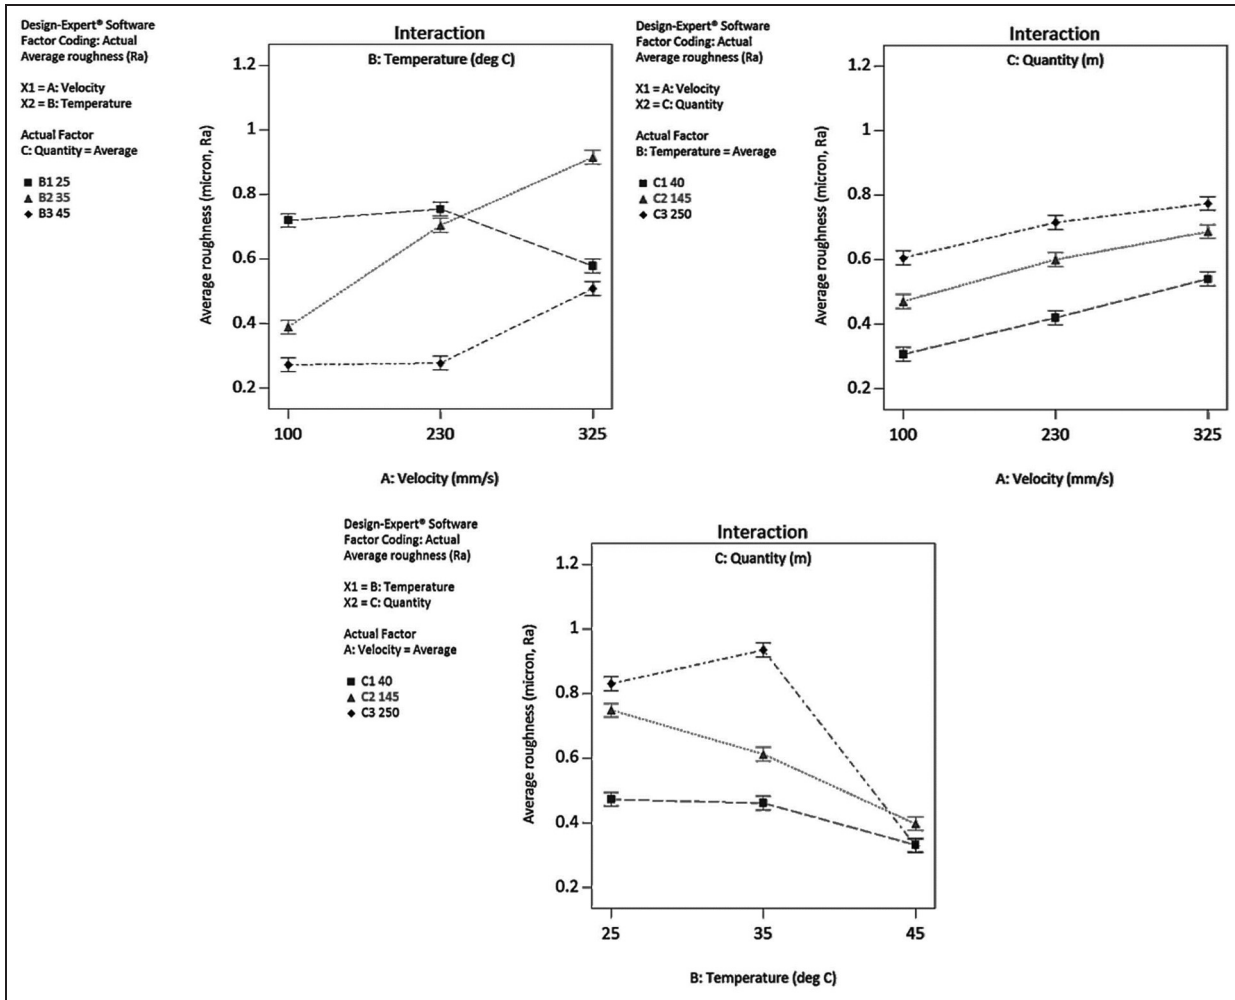 Design-Expert® Software
Factor Coding: Actual
Average roughness (Ra)
X1 = A: Velocity
X2 = B: Temperature
Actual Factor
C: Quantity = Average
B1 25
B2 35
B3 45
Interaction
B: Temperature (deg C)
Average roughness (micron, Ra)
1.2
1
0.8
0.6
0.4
0.2
100
230
325
A: Velocity (mm/s)
Design-Expert® Software
Factor Coding: Actual
Average roughness (Ra)
X1 = A: Velocity
X2 = C: Quantity
Actual Factor
B: Temperature = Average
C1 40
C2 145
C3 250
Interaction
C: Quantity (m)
Average roughness (micron, Ra)
1.2
1
0.8
0.6
0.4
0.2
100
230
325
A: Velocity (mm/s)
Design-Expert® Software
Factor Coding: Actual
Average roughness (Ra)
X1 = B: Temperature
X2 = C: Quantity
Actual Factor
A: Velocity = Average
C1 40
C2 145
C3 250
Interaction
C: Quantity (m)
Average roughness (micron, Ra)
1.2
1
0.8
0.6
0.4
0.2
25
35
45
B: Temperature (deg C)